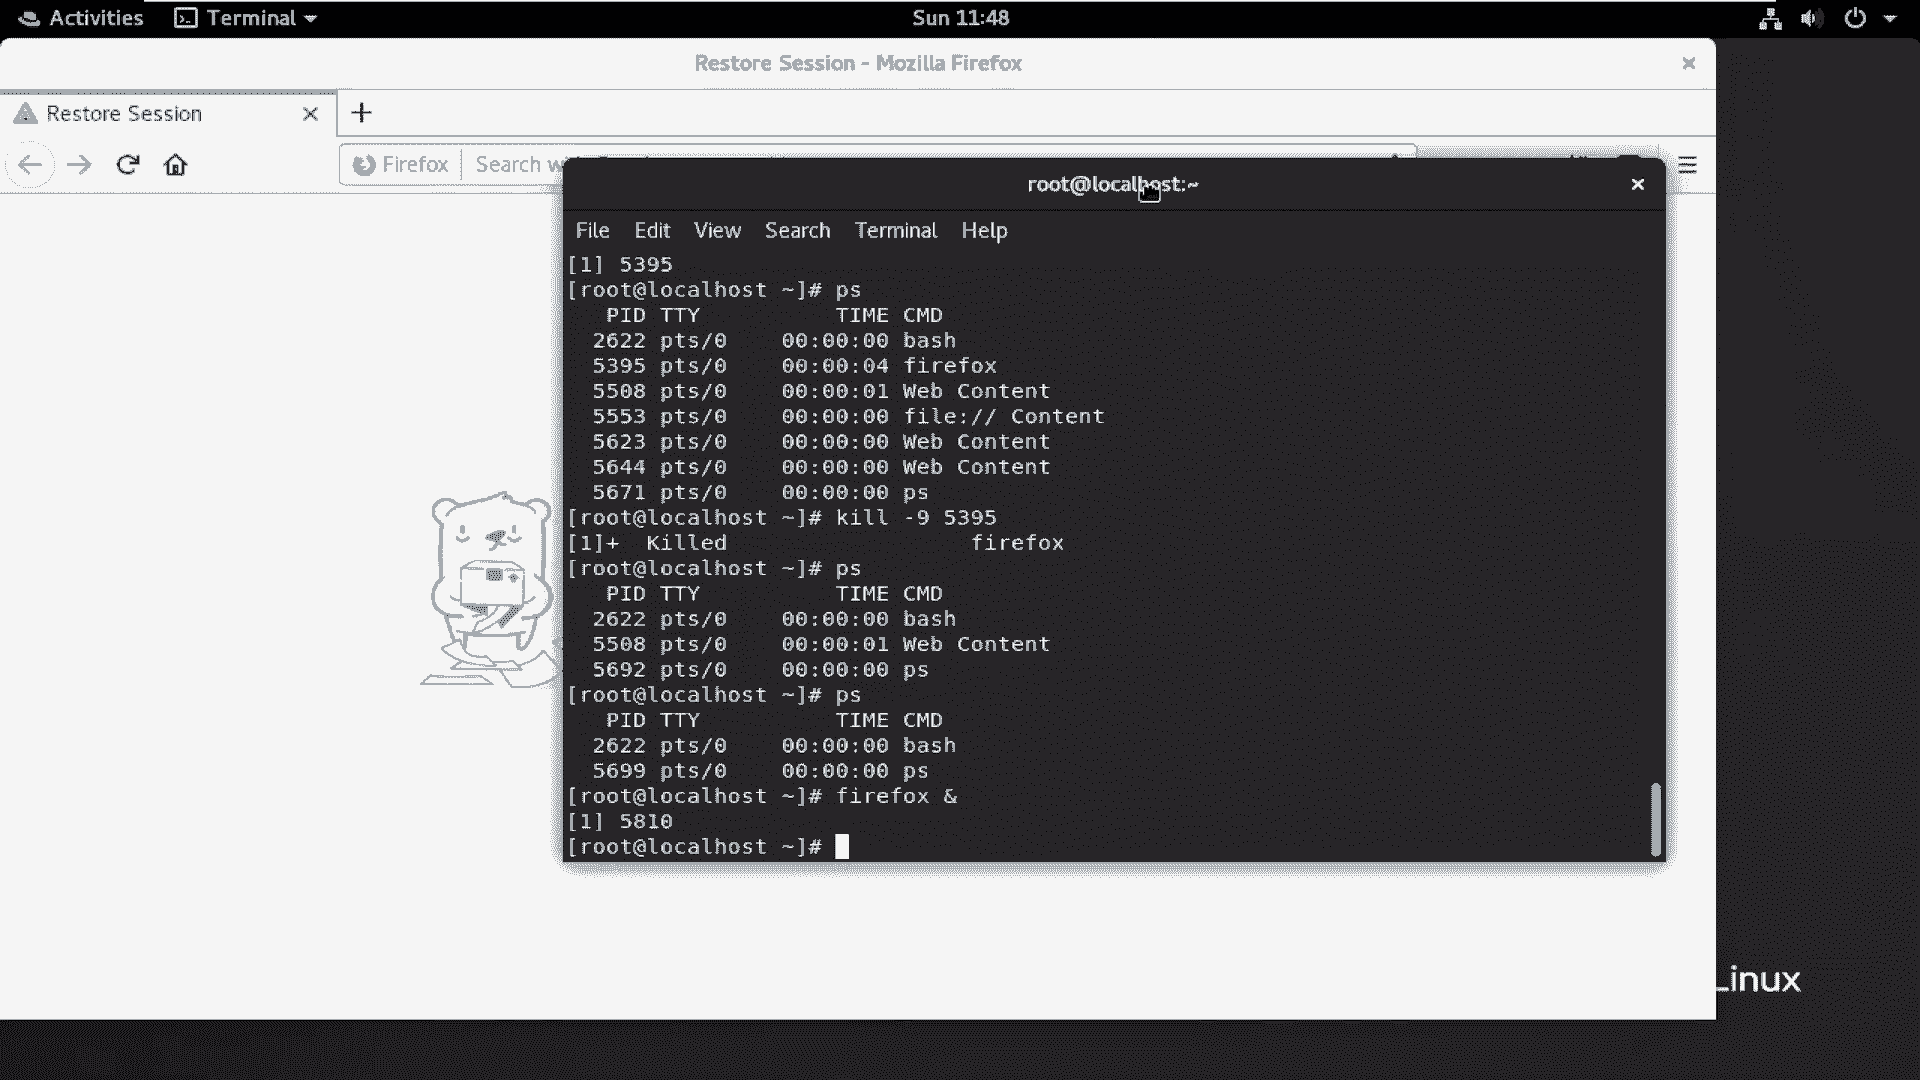 Activities Terminal Sun 11:48
Restore Session - Mozilla Firefox
Restore Session
Firefox Search
root@localhost:~
File Edit View Search Terminal Help
[1] 5395
[root@localhost ~]# ps
PID TTY TIME CMD
2622 pts/0 00:00:00 bash
5395 pts/0 00:00:04 firefox
5508 pts/0 00:00:01 Web Content
5553 pts/0 00:00:00 file:// Content
5623 pts/0 00:00:00 Web Content
5644 pts/0 00:00:00 Web Content
5671 pts/0 00:00:00 ps
[root@localhost ~]# kill -9 5395
[1]+ Killed firefox
[root@localhost ~]# ps
PID TTY TIME CMD
2622 pts/0 00:00:00 bash
5508 pts/0 00:00:01 Web Content
5692 pts/0 00:00:00 ps
[root@localhost ~]# ps
PID TTY TIME CMD
2622 pts/0 00:00:00 bash
5699 pts/0 00:00:00 ps
[root@localhost ~]# firefox &
[1] 5810
[root@localhost ~]#
Linux